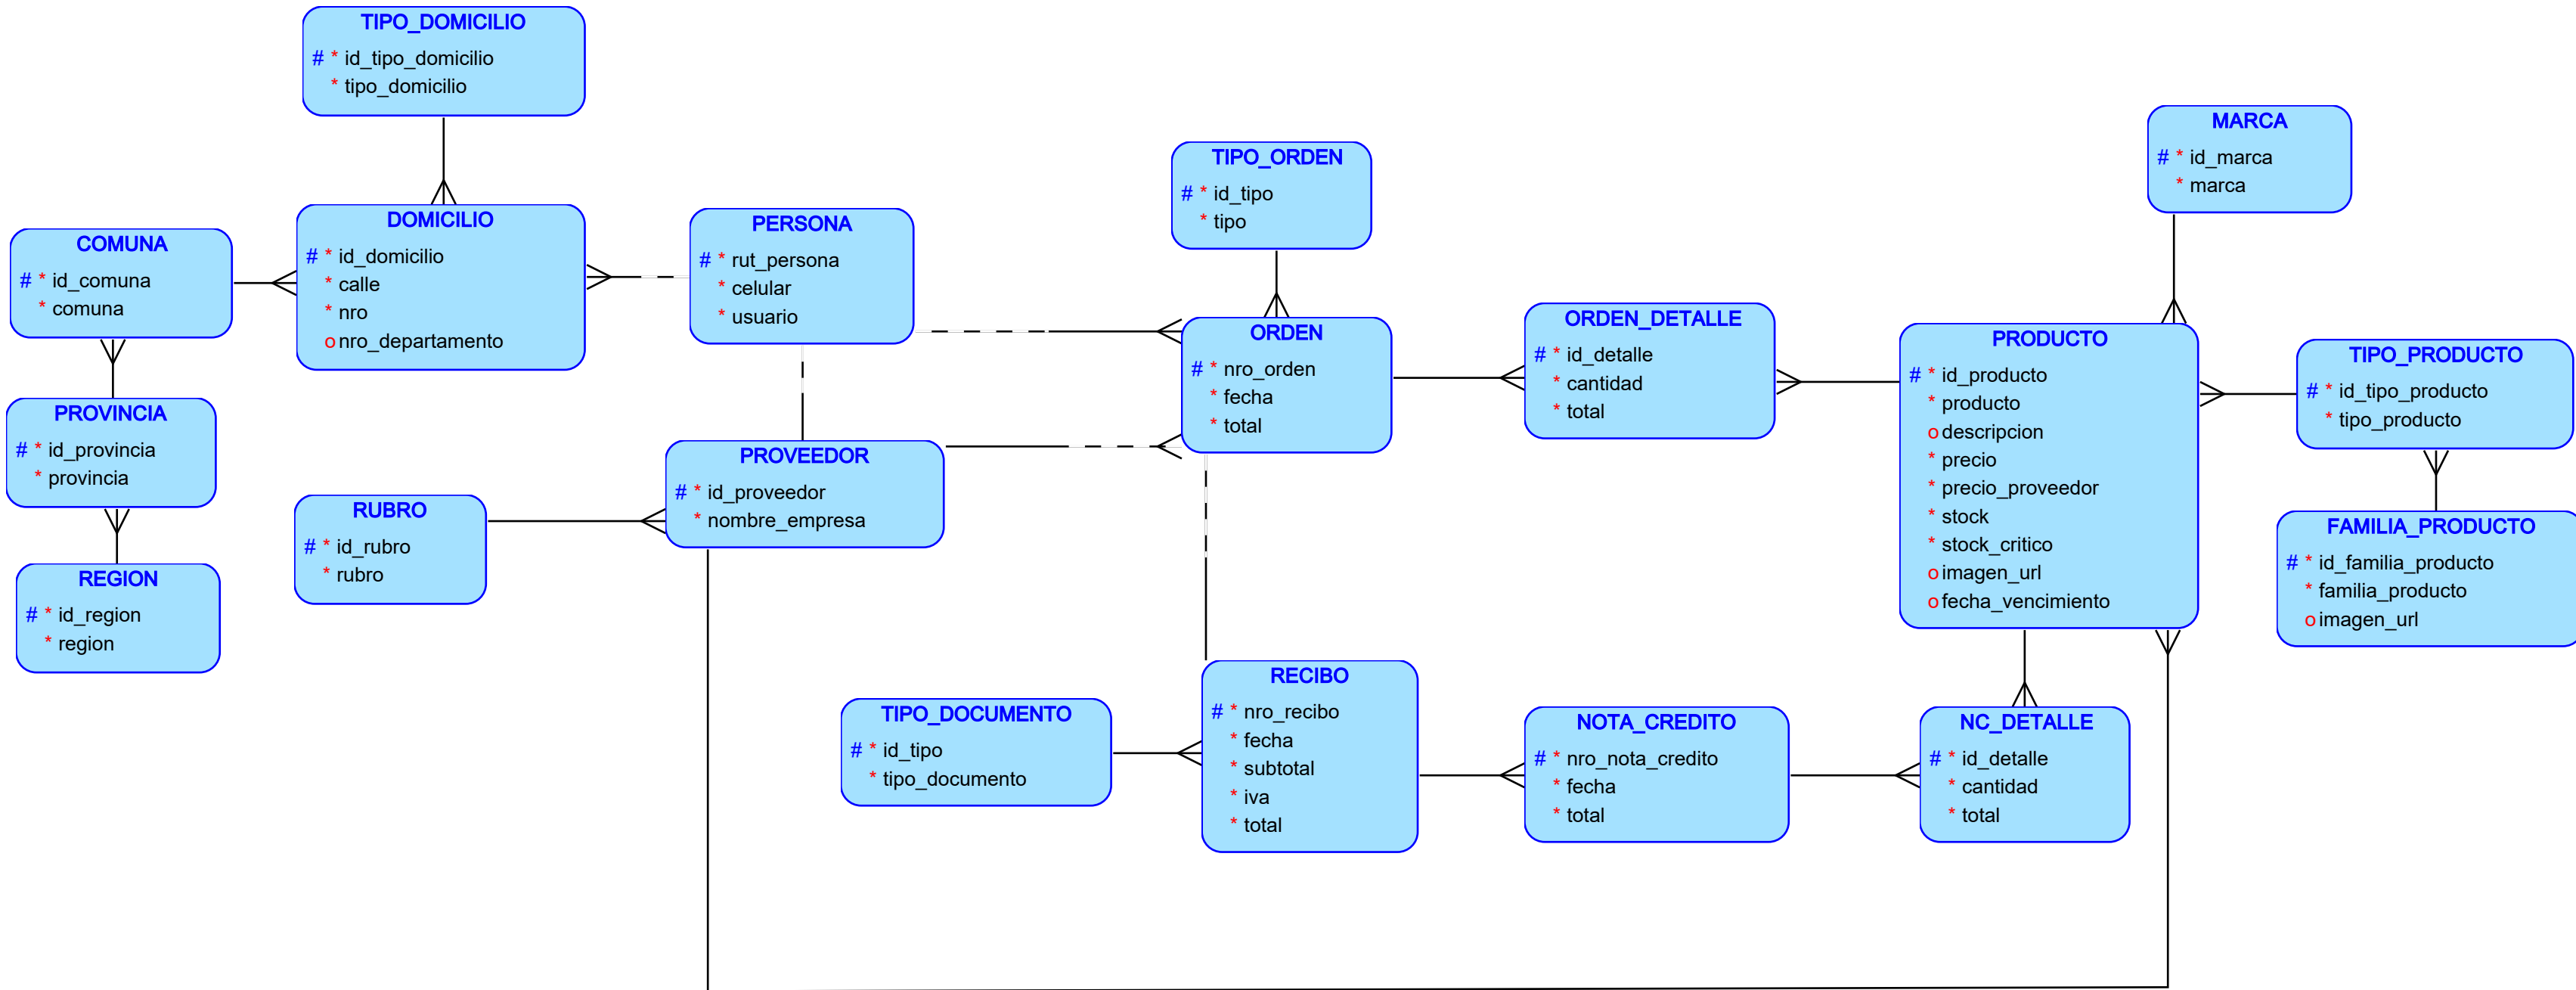 TIPO_DOMICILIO
# * id_tipo_domicilio
* tipo_domicilio
MARCA
# * id_marca
* marca
TIPO_ORDEN
# * id_tipo
* tipo
DOMICILIO
# * id_domicilio
* calle
* nro
o nro_departamento
PERSONA
# * rut_persona
* celular
* usuario
COMUNA
# * id_comuna
* comuna
ORDEN
# * nro_orden
* fecha
* total
ORDEN_DETALLE
# * id_detalle
* cantidad
* total
PRODUCTO
# * id_producto
* producto
o descripcion
* precio
* precio_proveedor
* stock
* stock_critico
o imagen_url
o fecha_vencimiento
TIPO_PRODUCTO
# * id_tipo_producto
* tipo_producto
PROVINCIA
# * id_provincia
* provincia
PROVEEDOR
# * id_proveedor
* nombre_empresa
RUBRO
# * id_rubro
* rubro
FAMILIA_PRODUCTO
# * id_familia_producto
* familia_producto
o imagen_url
REGION
# * id_region
* region
RECIBO
# * nro_recibo
* fecha
* subtotal
* iva
* total
TIPO_DOCUMENTO
# * id_tipo
* tipo_documento
NOTA_CREDITO
# * nro_nota_credito
* fecha
* total
NC_DETALLE
# * id_detalle
* cantidad
* total